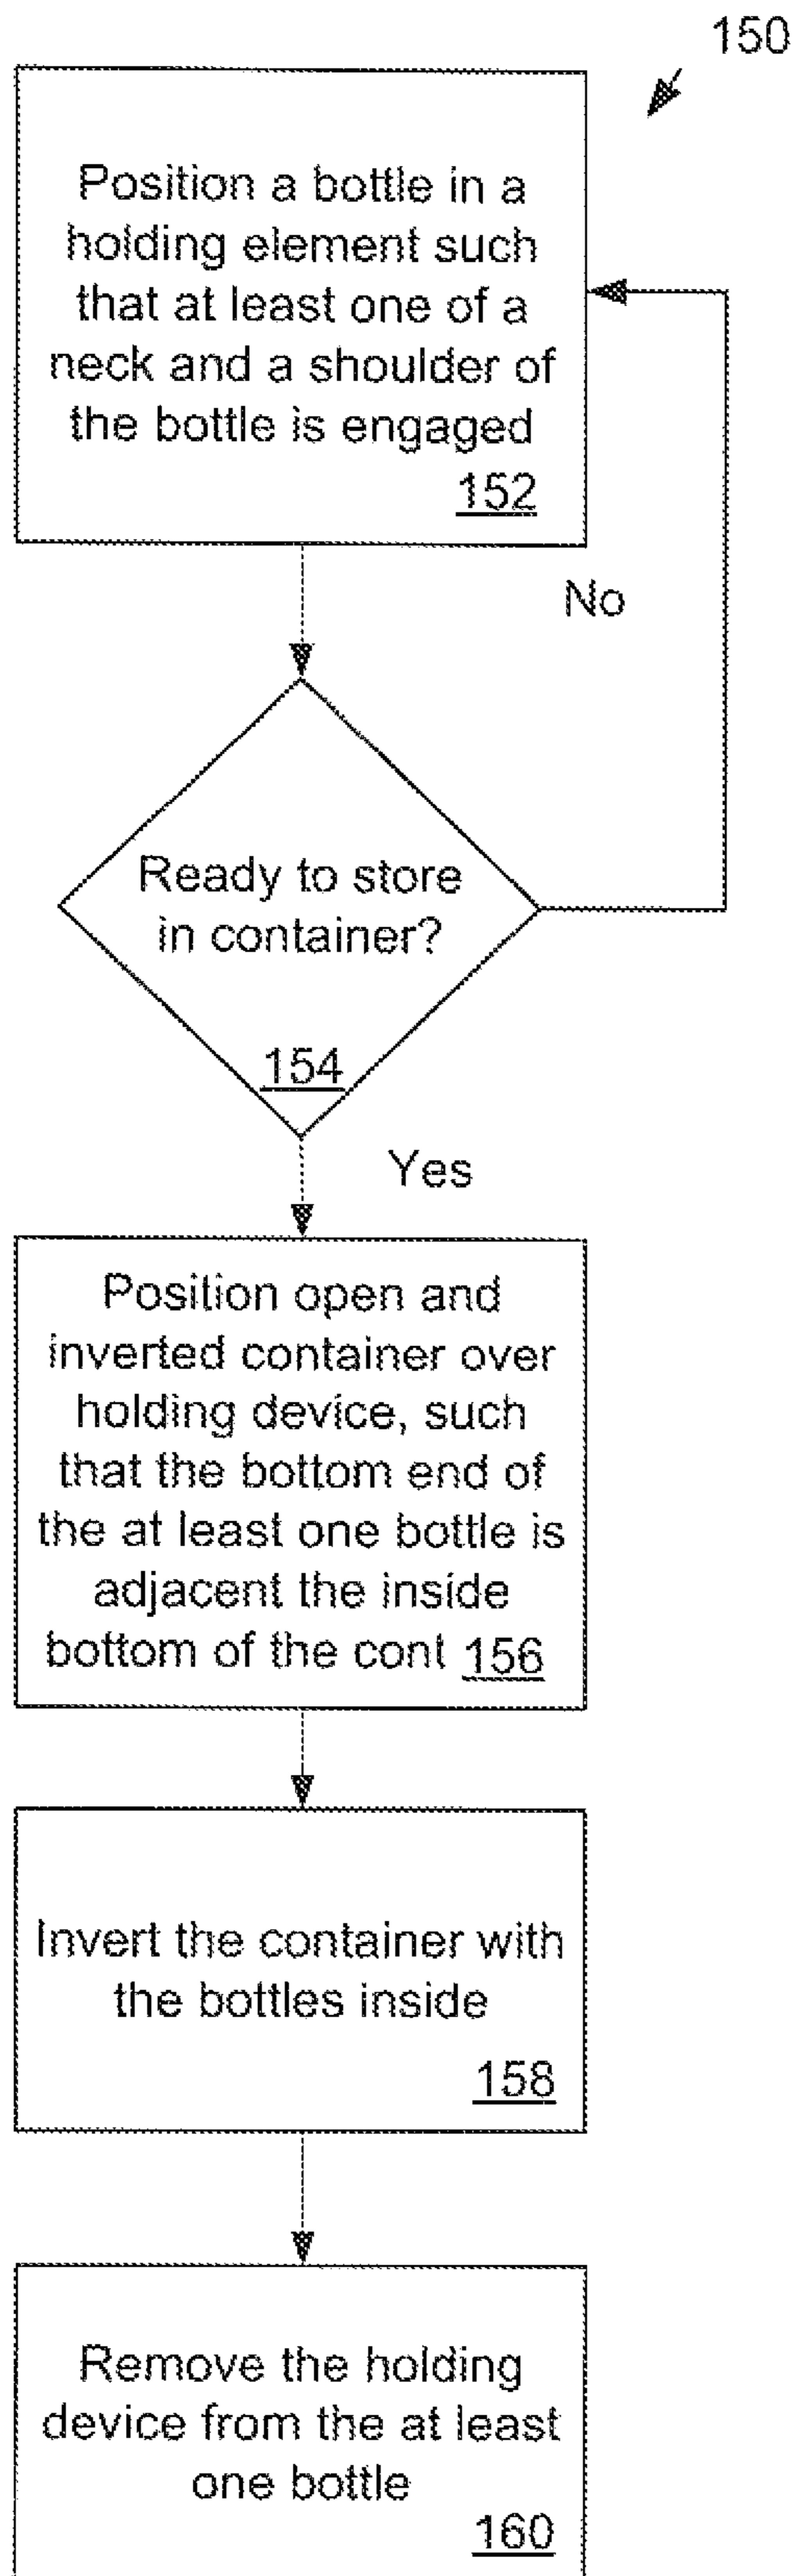 150
Position a bottle in a
holding element such
that at least one of a
neck and a shoulder of
the bottle is engaged
152
No
Ready to store
in container?
154
Yes
Position open and
inverted container over
holding device, such
that the bottom end of
the at least one bottle is
adjacent the inside
bottom of the cont 156
Invert the container with
the bottles inside
158
Remove the holding
device from the at least
one bottle
160